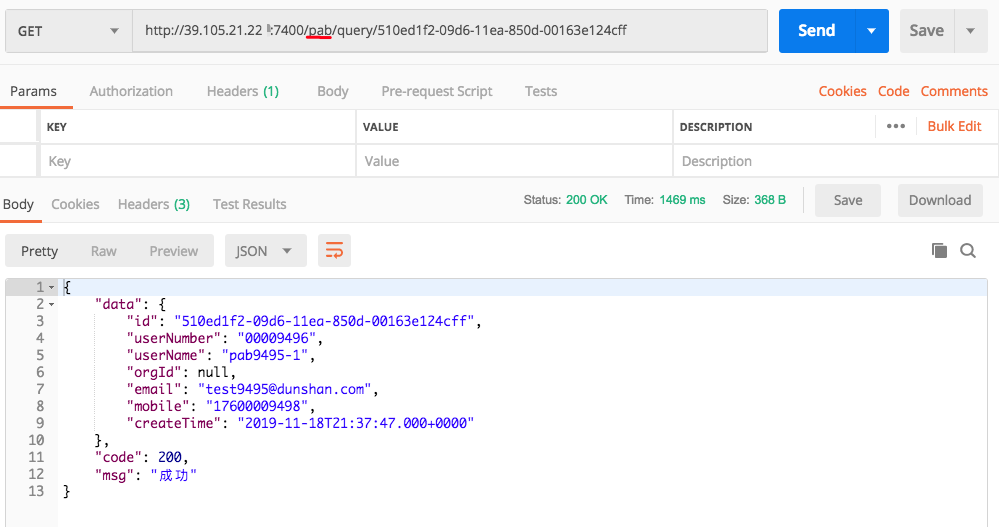 GET http://39.105.21.22 :7400/pab/query/510ed1f2-09d6-11ea-850d-00163e124cff Send Save
Params Authorization Headers (1) Body Pre-request Script Tests Cookies Code Comments
KEY VALUE DESCRIPTION ••• Bulk Edit
Key Value Description
Body Cookies Headers (3) Test Results Status: 200 OK Time: 1469 ms Size: 368 B Save Download
Pretty Raw Preview JSON
1 {
2 "data": {
3 "id": "510ed1f2-09d6-11ea-850d-00163e124cff",
4 "userNumber": "00009496",
5 "userName": "pab9495-1",
6 "orgId": null,
7 "email": "test9495@dunshan.com",
8 "mobile": "17600009498",
9 "createTime": "2019-11-18T21:37:47.000+0000"
10 },
11 "code": 200,
12 "msg": "成功"
13 }